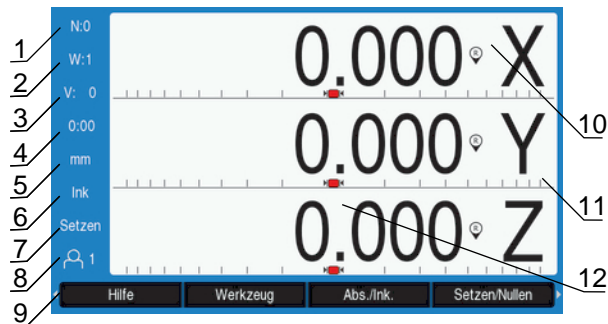 1 N:0
2 W:1
3 V: 0
4 0:00
5 mm
6 Ink
7 Setzen
8 1
9
0.000 R X 10
0.000 R Y 11
0.000 R Z 12
Hilfe Werkzeug Abs./Ink. Setzen/Nullen